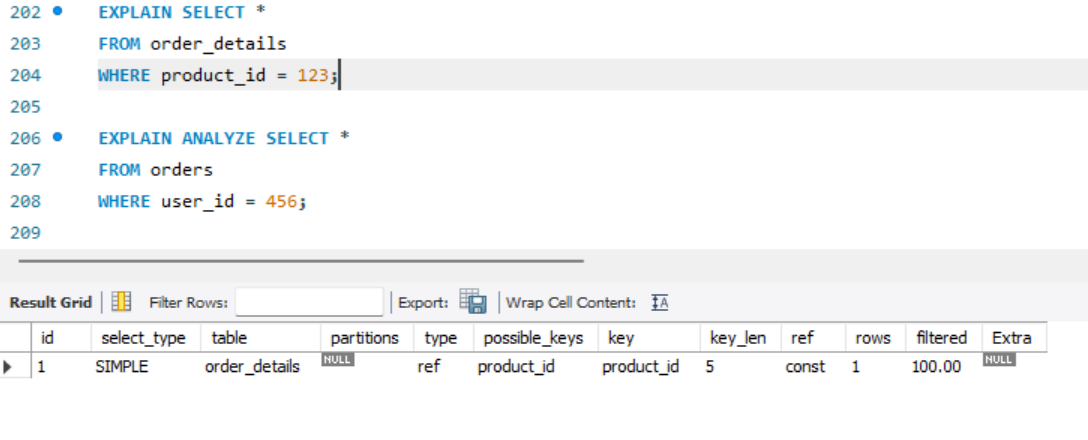 202 EXPLAIN SELECT *
203 FROM order_details
204 WHERE product_id = 123;
205
206 EXPLAIN ANALYZE SELECT *
207 FROM orders
208 WHERE user_id = 456;
209
Result Grid Filter Rows: Export: Wrap Cell Content: IA
id select_type table partitions type possible_keys key key_len ref rows filtered Extra
1 SIMPLE order_details NULL ref product_id product_id 5 const 1 100.00 NULL